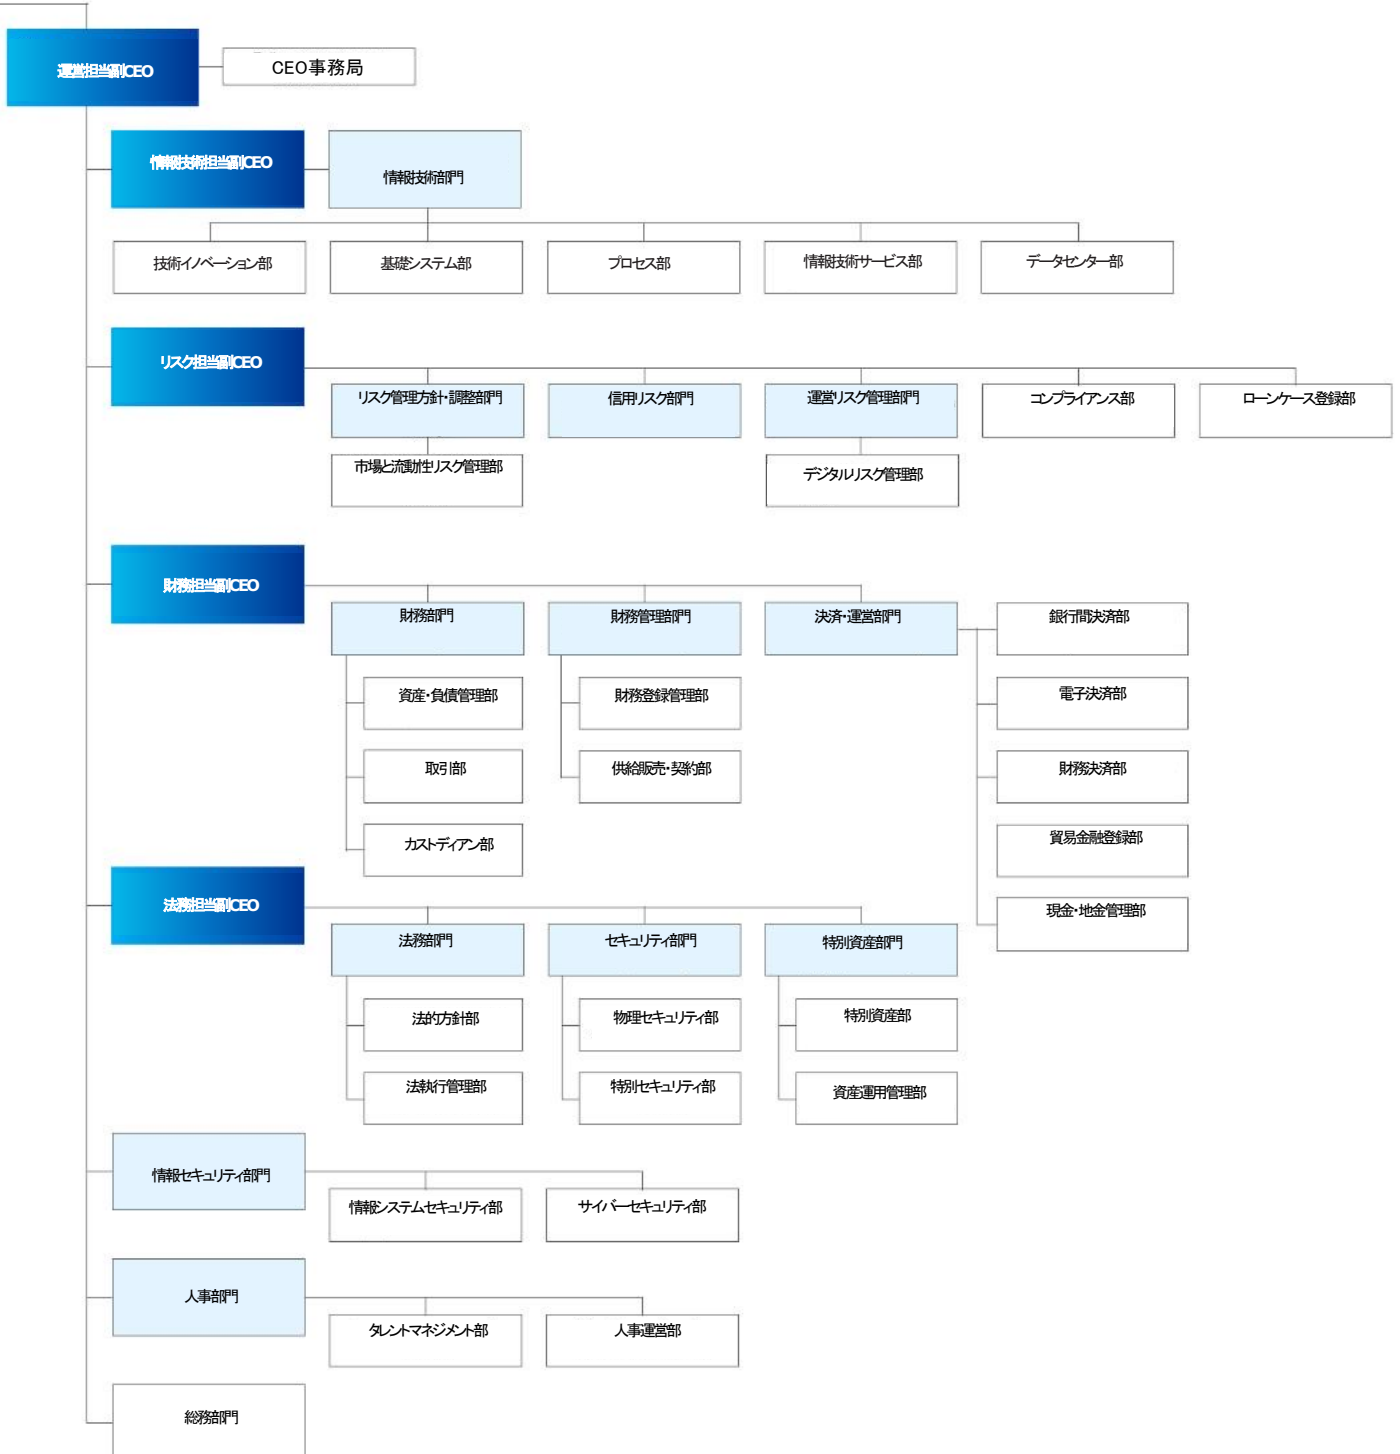 運営担当副CEO
CEO事務局
情報技術担当副CEO
情報技術部門
技術イノベーション部
基礎システム部
プロセス部
情報技術サービス部
データセンター部
リスク担当副CEO
リスク管理方針・調整部門
信用リスク部門
運営リスク管理部門
コンプライアンス部
ローンケース登録部
市場と流動性リスク管理部
デジタルリスク管理部
財務担当副CEO
財務部門
財務管理部門
決済・運営部門
銀行間決済部
資産・負債管理部
財務登録管理部
電子決済部
取引部
供給販売・契約部
財務決済部
カストディアン部
貿易金融登録部
現金・地金管理部
法務担当副CEO
法務部門
セキュリティ部門
特別資産部門
法的方針部
物理セキュリティ部
特別資産部
法執行管理部
特別セキュリティ部
資産運用管理部
情報セキュリティ部門
情報システムセキュリティ部
サイバーセキュリティ部
人事部門
タレントマネジメント部
人事運営部
総務部門